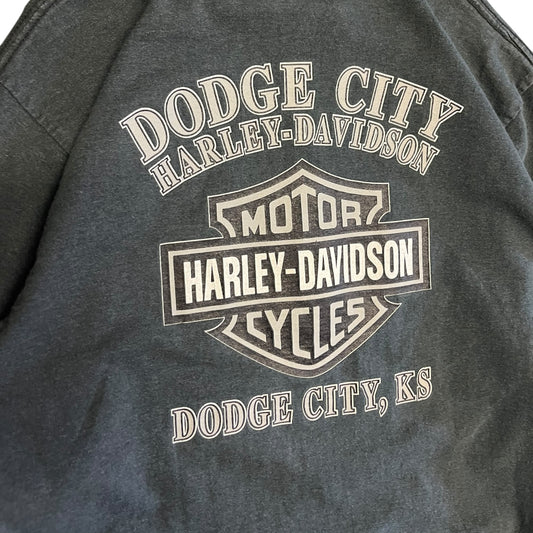 DODGE CITY
HARLEY-DAVIDSON
MOTOR
HARLEY-DAVIDSON
CYCLES
DODGE CITY, KS